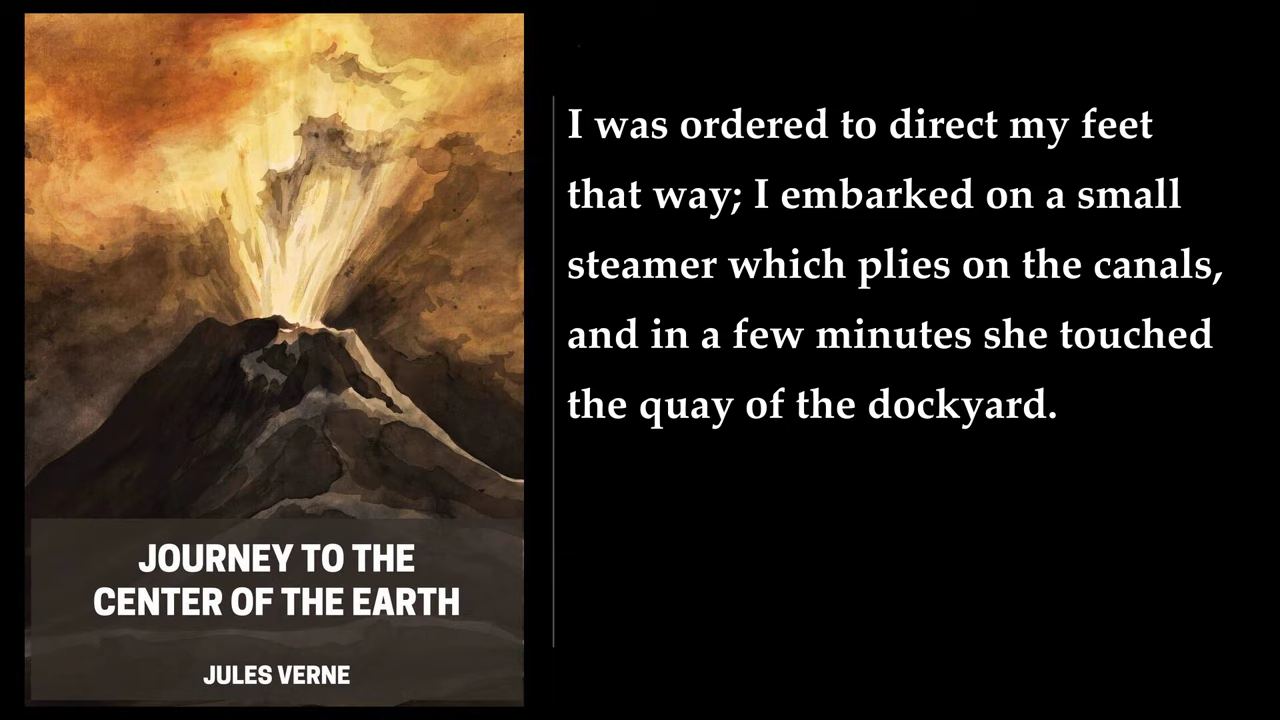 I was ordered to direct my feet
that way; I embarked on a small
steamer which plies on the canals,
and in a few minutes she touched
the quay of the dockyard.
JOURNEY TO THE
CENTER OF THE EARTH
JULES VERNE